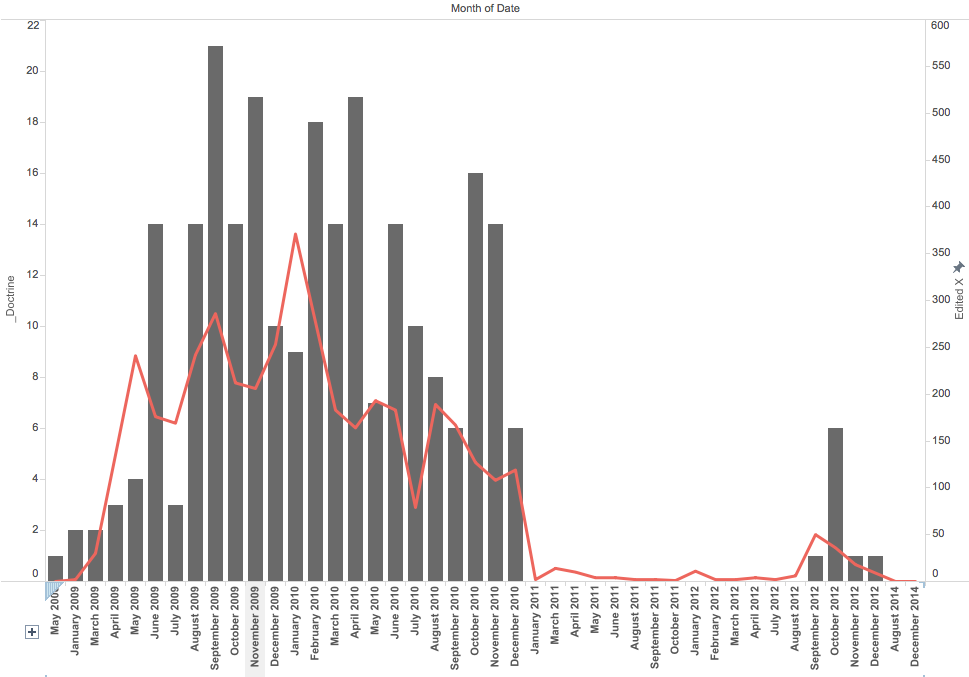 Month of Date
22
20
18
16
14
12
10
8
6
4
2
0
_Doctrine
600
550
500
450
400
350
300
250
200
150
100
50
0
Edited X
May 200
January 2009
March 2009
April 2009
May 2009
June 2009
July 2009
August 2009
September 2009
October 2009
November 2009
December 2009
January 2010
February 2010
March 2010
April 2010
May 2010
June 2010
July 2010
August 2010
September 2010
October 2010
November 2010
December 2010
January 2011
March 2011
April 2011
May 2011
June 2011
August 2011
September 2011
October 2011
January 2012
February 2012
March 2012
April 2012
July 2012
August 2012
September 2012
October 2012
November 2012
December 2012
August 2014
December 2014